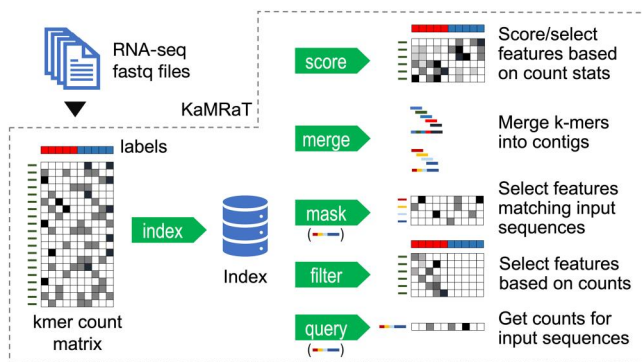 RNA-seq
fastq files
KaMRaT
labels
kmer count
matrix
index
Index
score
Score/select
features based
on count stats
merge
Merge k-mers
into contigs
mask
Select features
matching input
sequences
filter
Select features
based on counts
query
Get counts for
input sequences